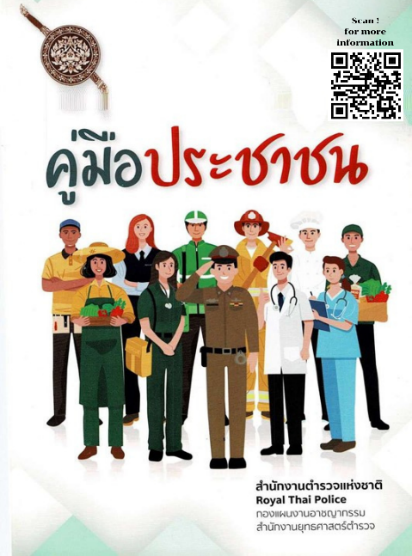 Scan !
for more
information
คู่มือประชาชน
สำนักงานตำรวจแห่งชาติ
Royal Thai Police
กองแผนงานอาชญากรรม
สำนักงานยุทธศาสตร์ตำรวจ